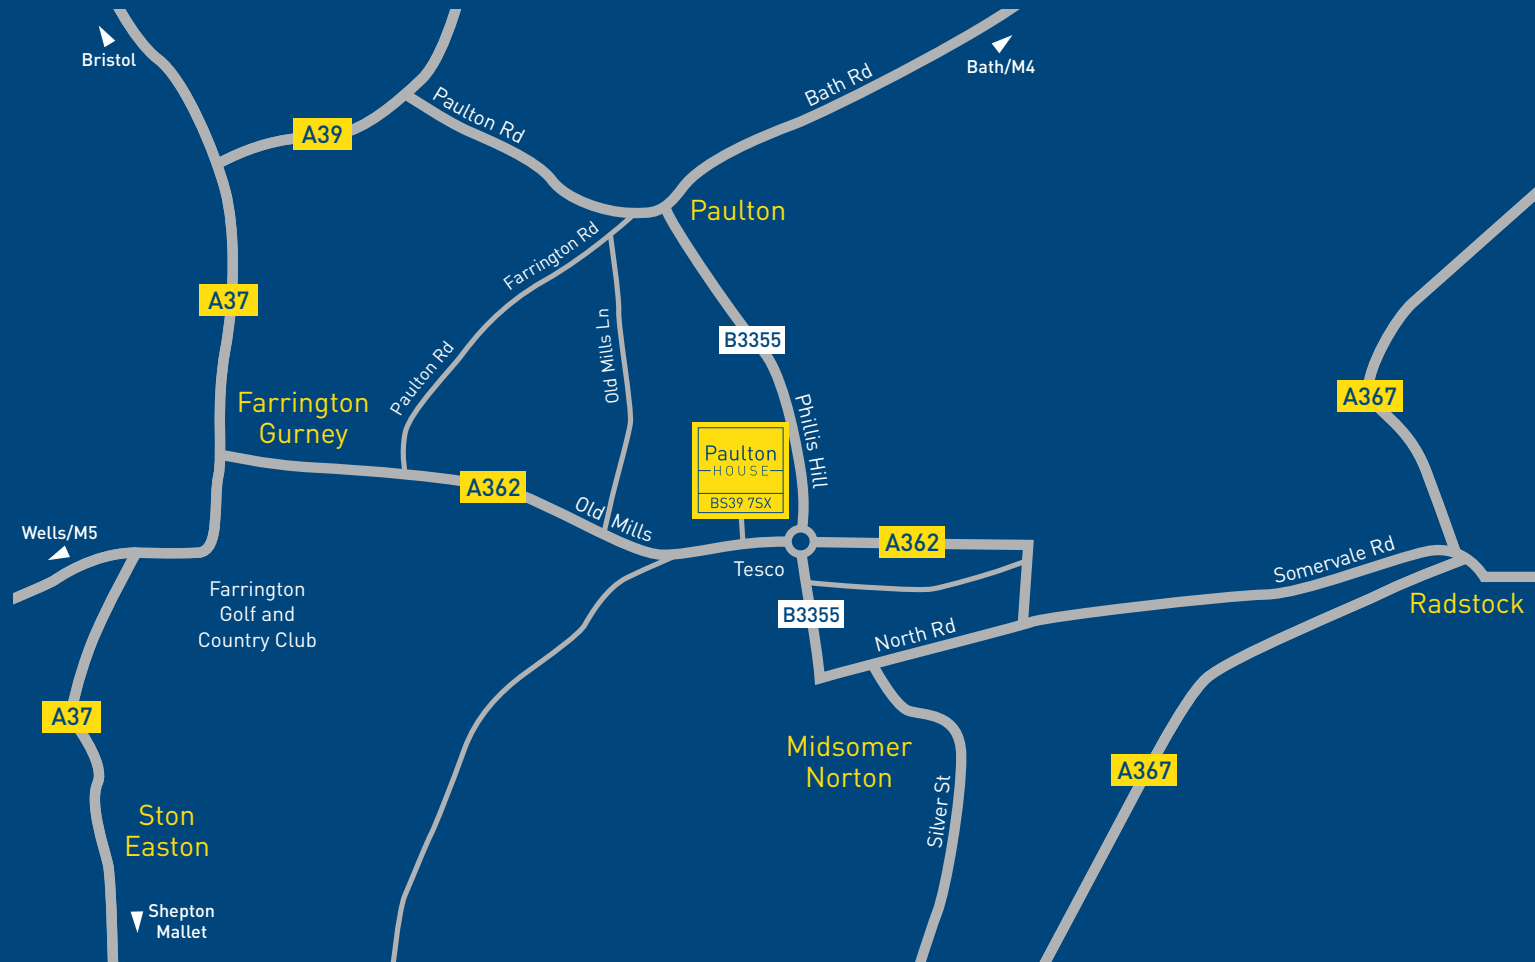 Bristol
Bath/M4
Bath Rd
Paulton Rd
A39
Paulton
Farrington Rd
A37
Old Mills Ln
B3355
Paulton Rd
A367
Farrington
Gurney
Phillis Hill
Paulton
HOUSE
BS39 7SX
A362
Old Mills
Wells/M5
A362
Somervale Rd
Tesco
Farrington
Golf and
Country Club
B3355
North Rd
Radstock
A37
Midsomer
Norton
A367
Silver St
Ston
Easton
Shepton
Mallet